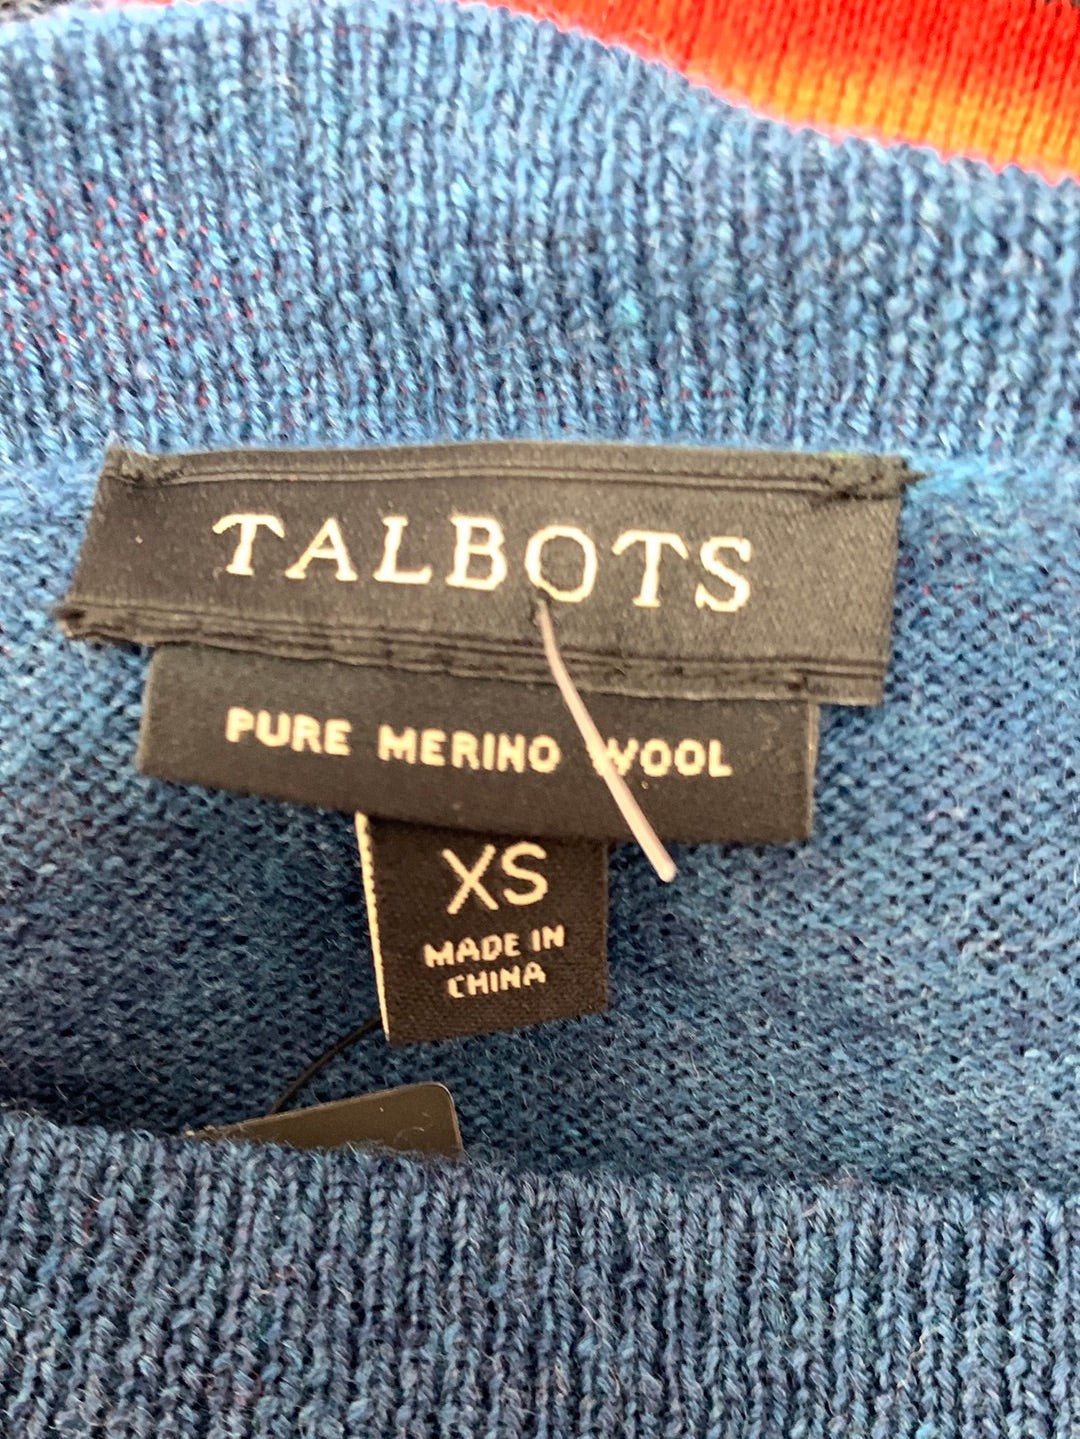 TALBOTS
PURE MERINO WOOL
XS
MADE IN
CHINA